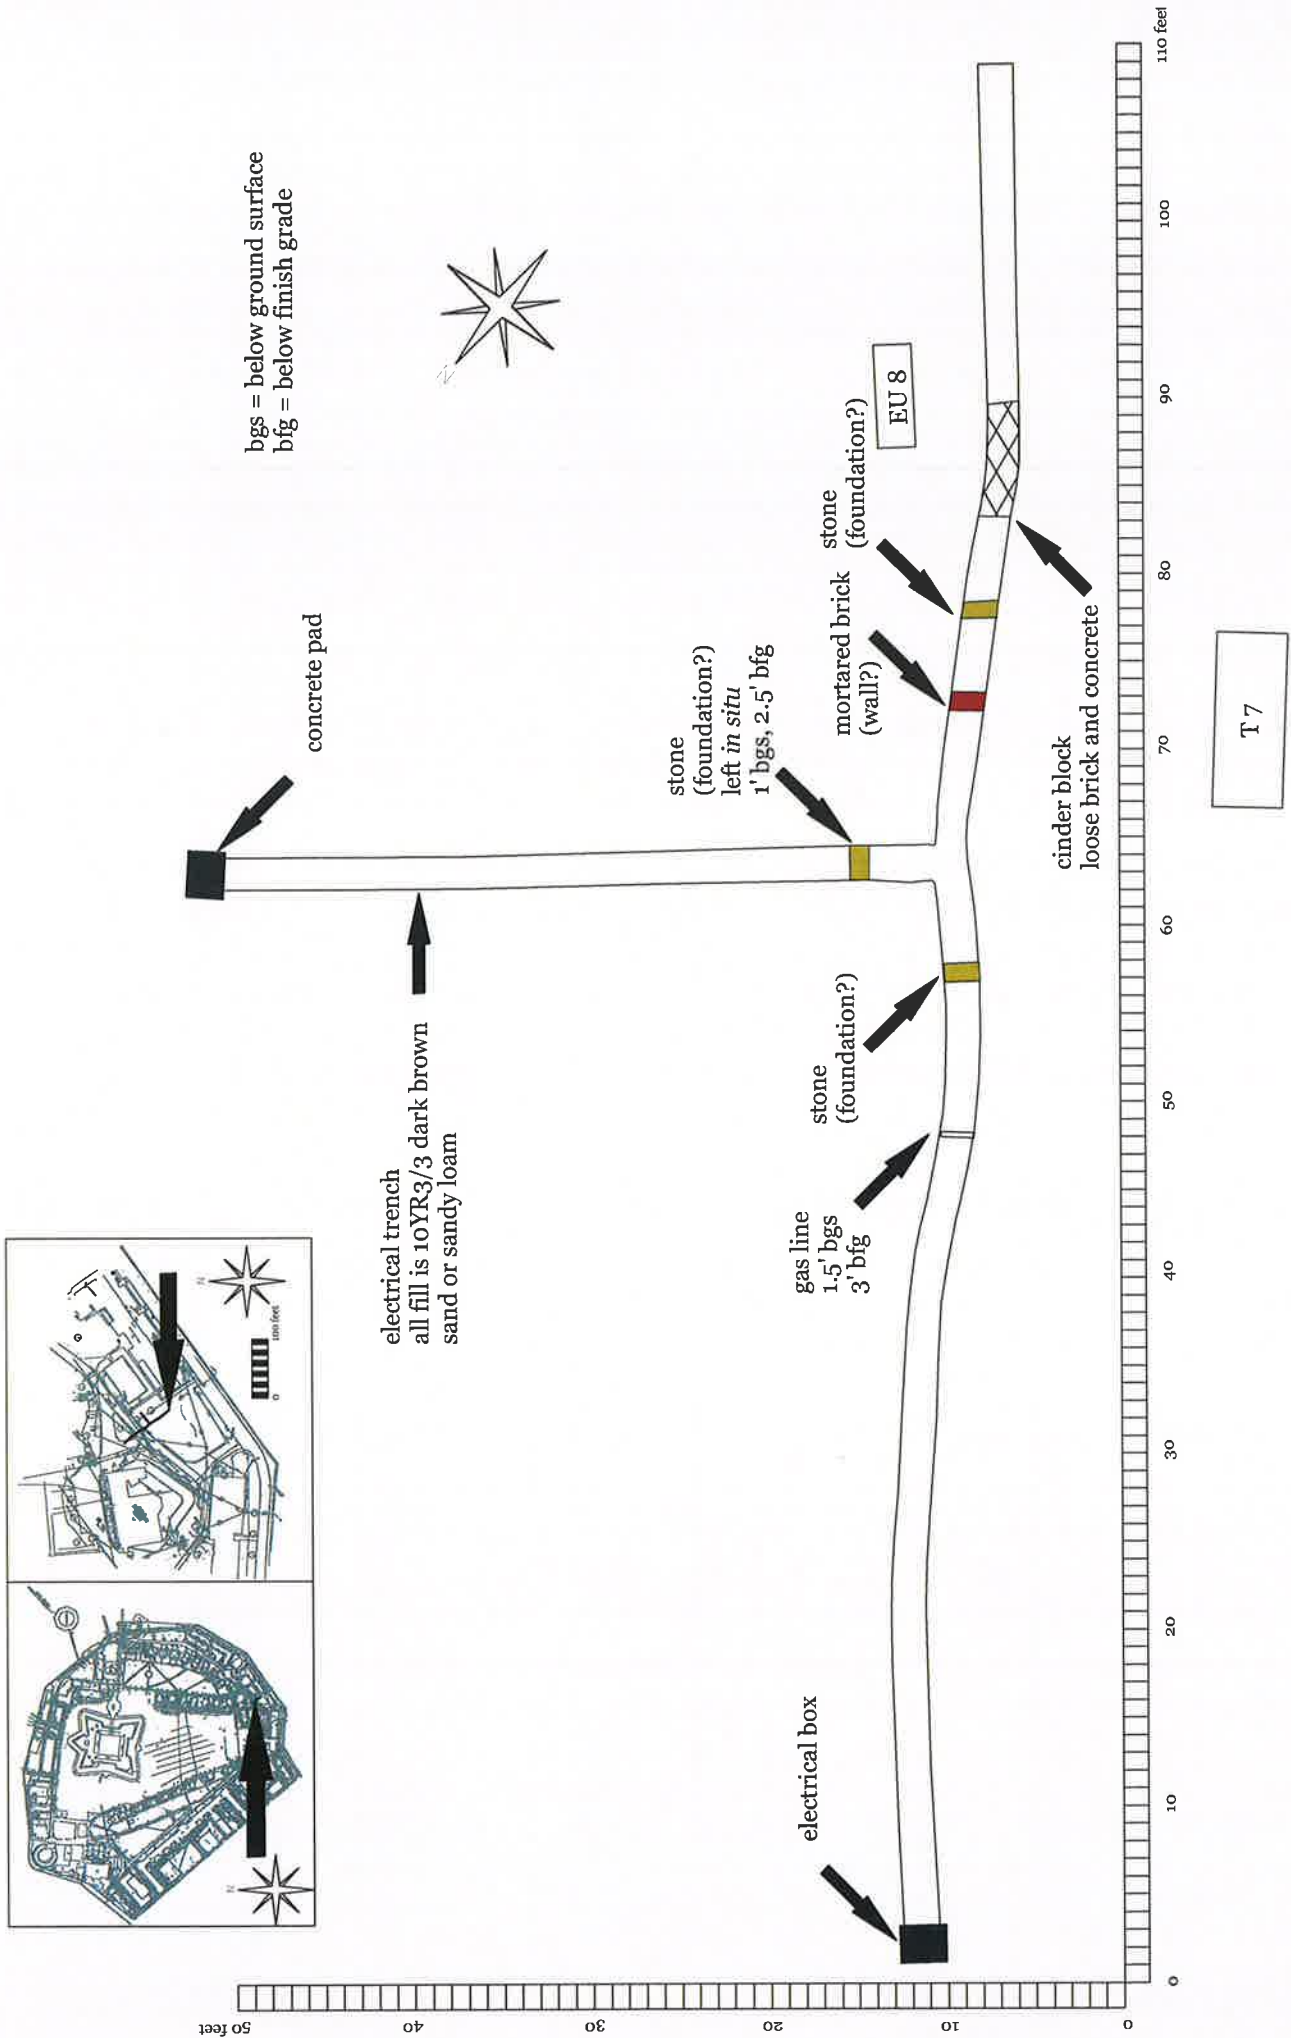 bgs = below ground surface
bfg = below finish grade
N
concrete pad
electrical trench
all fill is 10YR3/3 dark brown
sand or sandy loam
stone
(foundation?)
left in situ
1' bgs, 2.5' bfg
stone
(foundation?)
EU 8
mortared brick
(wall?)
stone
(foundation?)
gas line
1.5' bgs
3' bfg
electrical box
cinder block
loose brick and concrete
T 7
0
10
20
30
40
50
60
70
80
90
100
110 feet
0
10
20
30
40
50 feet
N
N
0
100 feet